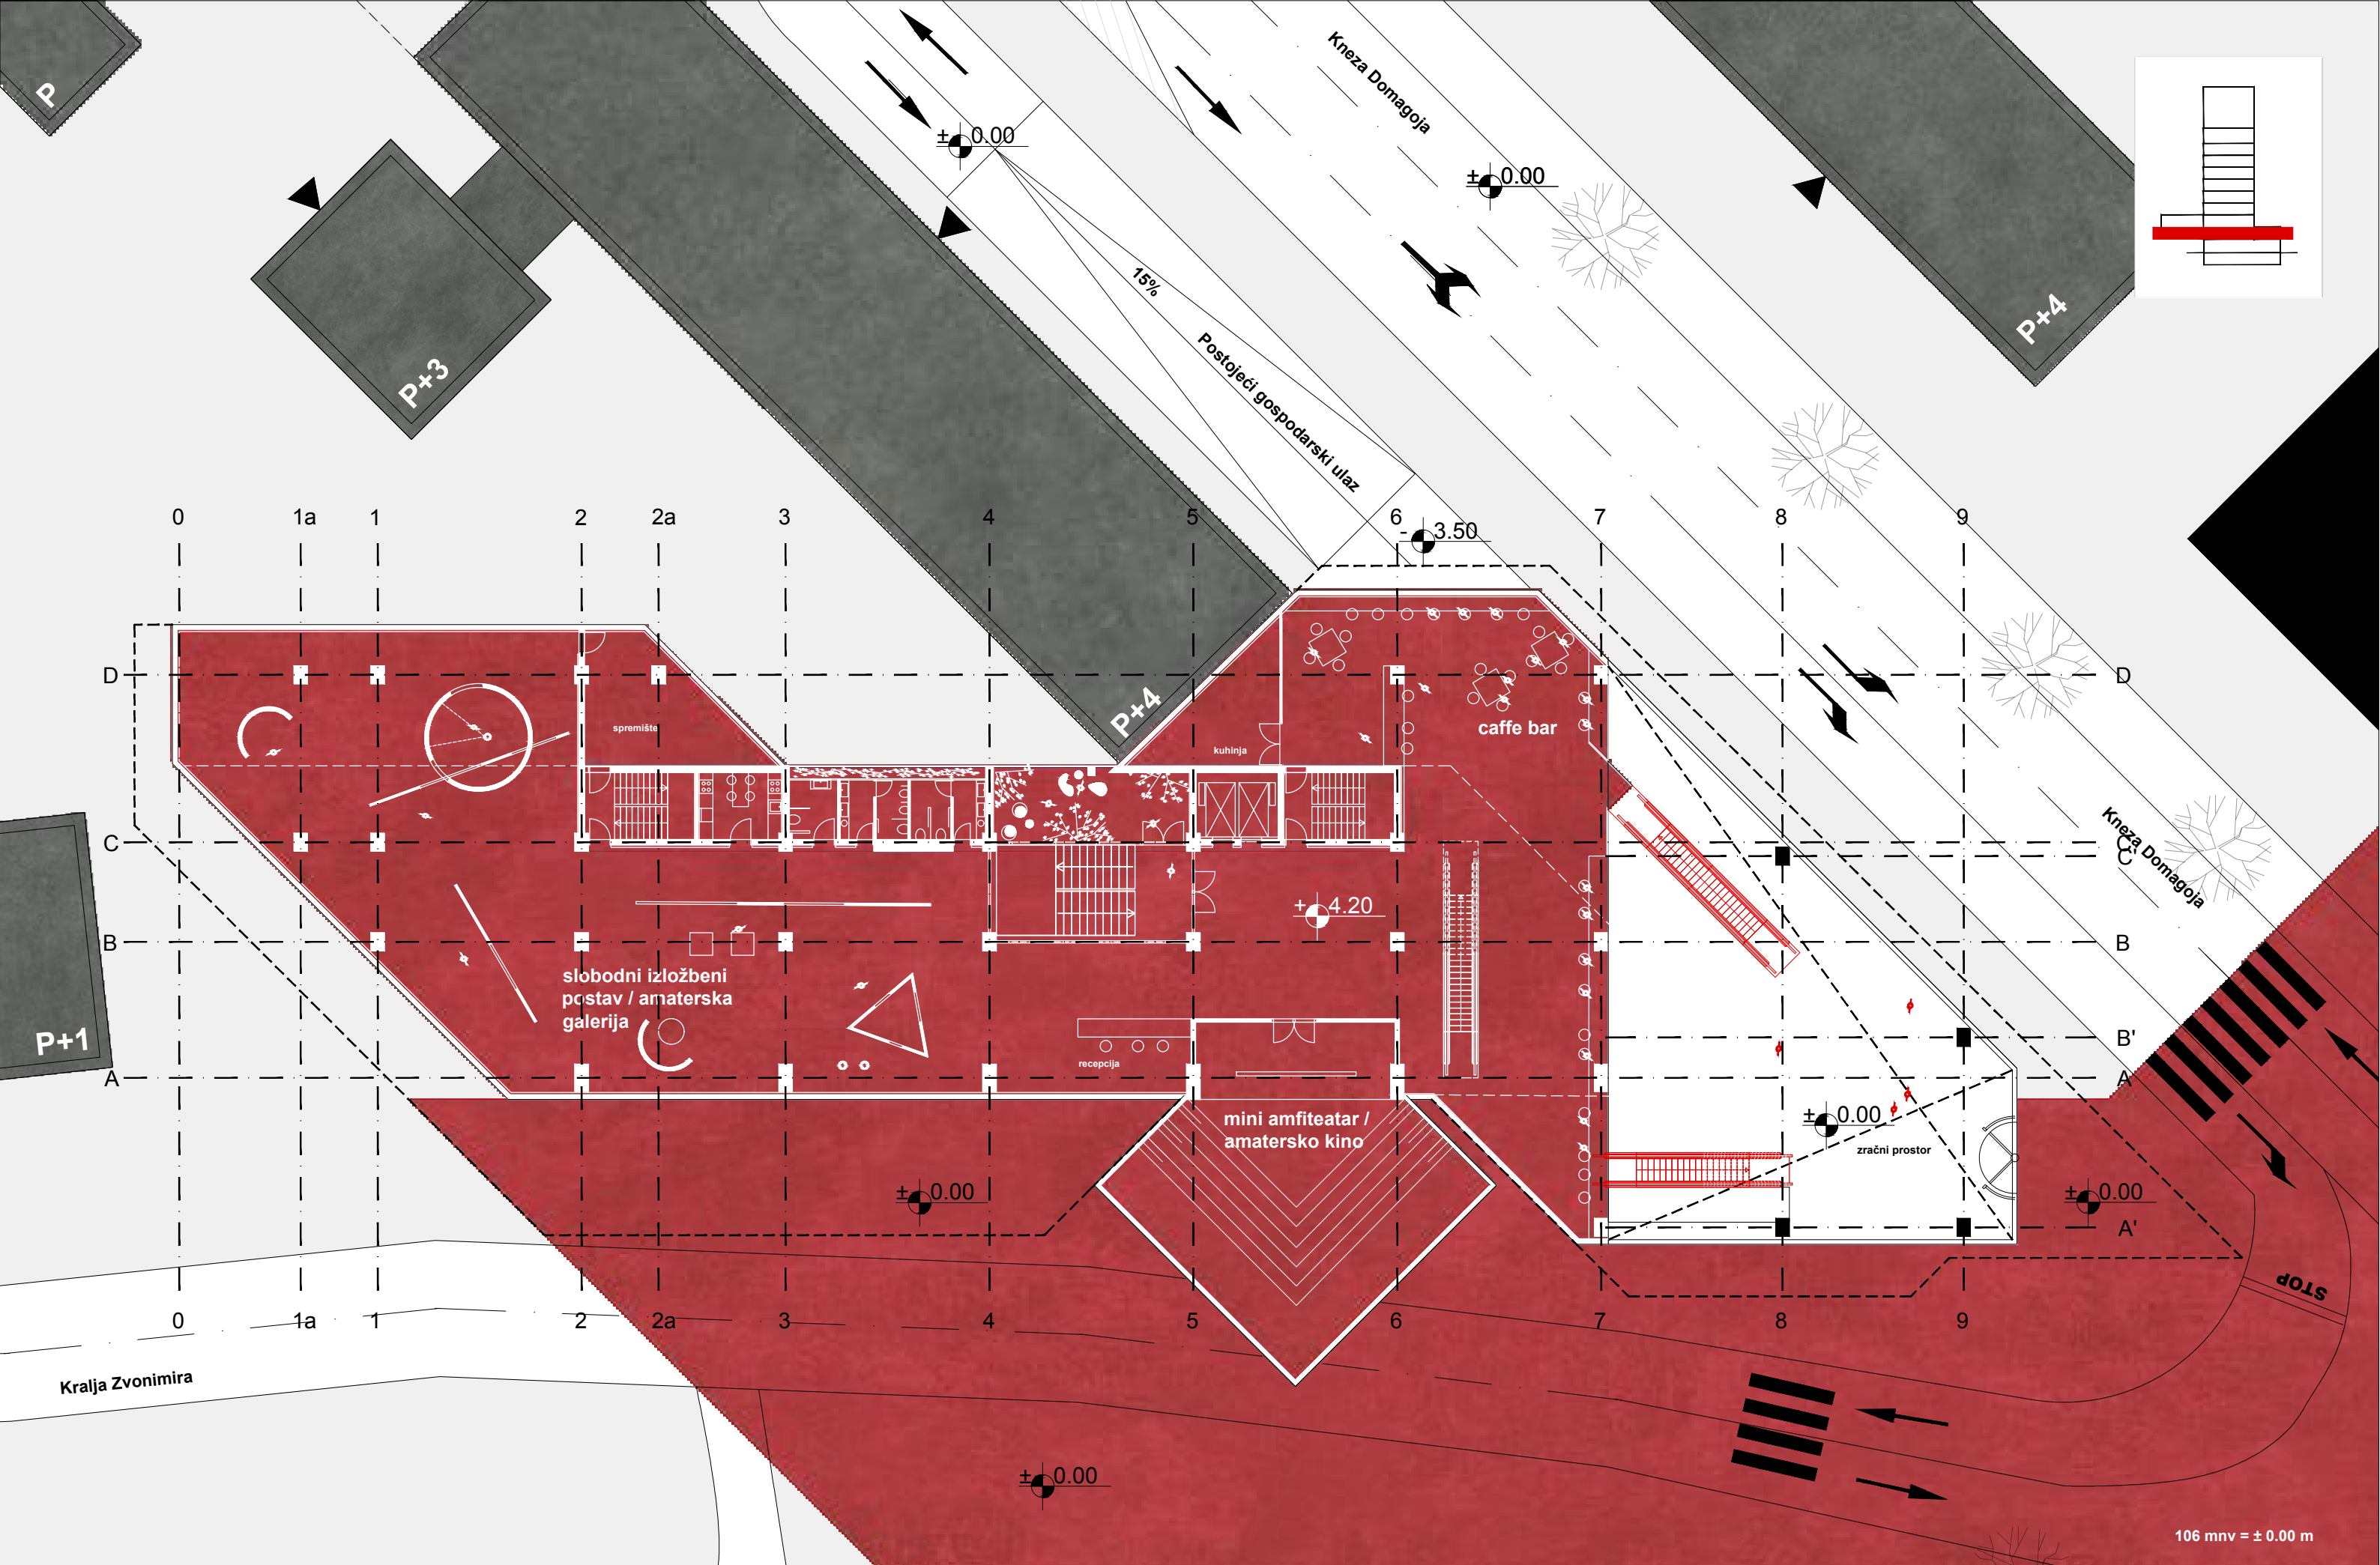 P
Kneza Domagoja
± 0.00
± 0.00
15%
P+4
P+3
Postojeći gospodarski ulaz
0 1a 1 2 2a 3 4 5 6 7 8 9
- 3.50
D D
P+4
spremište
kuhinja
caffe bar
Kneza Domagoja
C C'
C
+ 4.20
B B
slobodni izložbeni
postav / amaterska
galerija
P+1
B'
recepcija
A A
mini amfiteatar /
amatersko kino
± 0.00
zračni prostor
± 0.00
± 0.00
A'
STOP
0 1a 1 2 2a 3 4 5 6 7 8 9
Kralja Zvonimira
± 0.00
106 mnv = ± 0.00 m